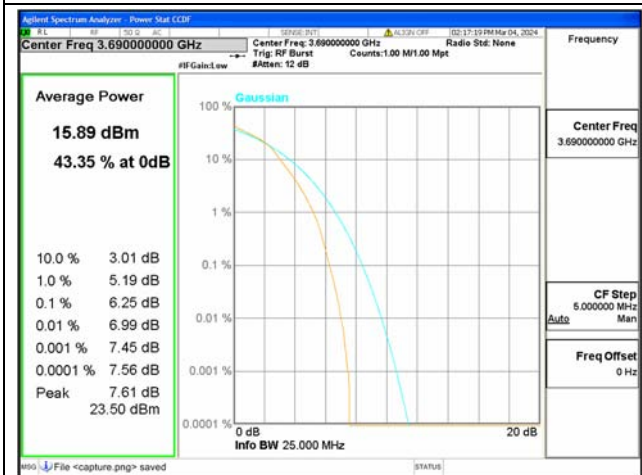 Agilent Spectrum Analyzer - Power Stat CCDF
RL RF 50 Ω AC SENSE:INT ALIGN OFF 02:17:19 PM Mar 04, 2024
Center Freq 3.690000000 GHz
Center Freq: 3.690000000 GHz Radio Std: None
Trig: RF Burst Counts:1.00 M/1.00 Mpt
#IFGain:Low #Atten: 12 dB
Frequency
Average Power
15.89 dBm
43.35 % at 0dB
10.0 % 3.01 dB
1.0 % 5.19 dB
0.1 % 6.25 dB
0.01 % 6.99 dB
0.001 % 7.45 dB
0.0001 % 7.56 dB
Peak 7.61 dB
23.50 dBm
Gaussian
100 %
10 %
1 %
0.1 %
0.01 %
0.001 %
0.0001 %
0 dB 20 dB
Info BW 25.000 MHz
Center Freq
3.690000000 GHz
CF Step
5.000000 MHz
Auto Man
Freq Offset
0 Hz
MSG File <capture.png> saved STATUS